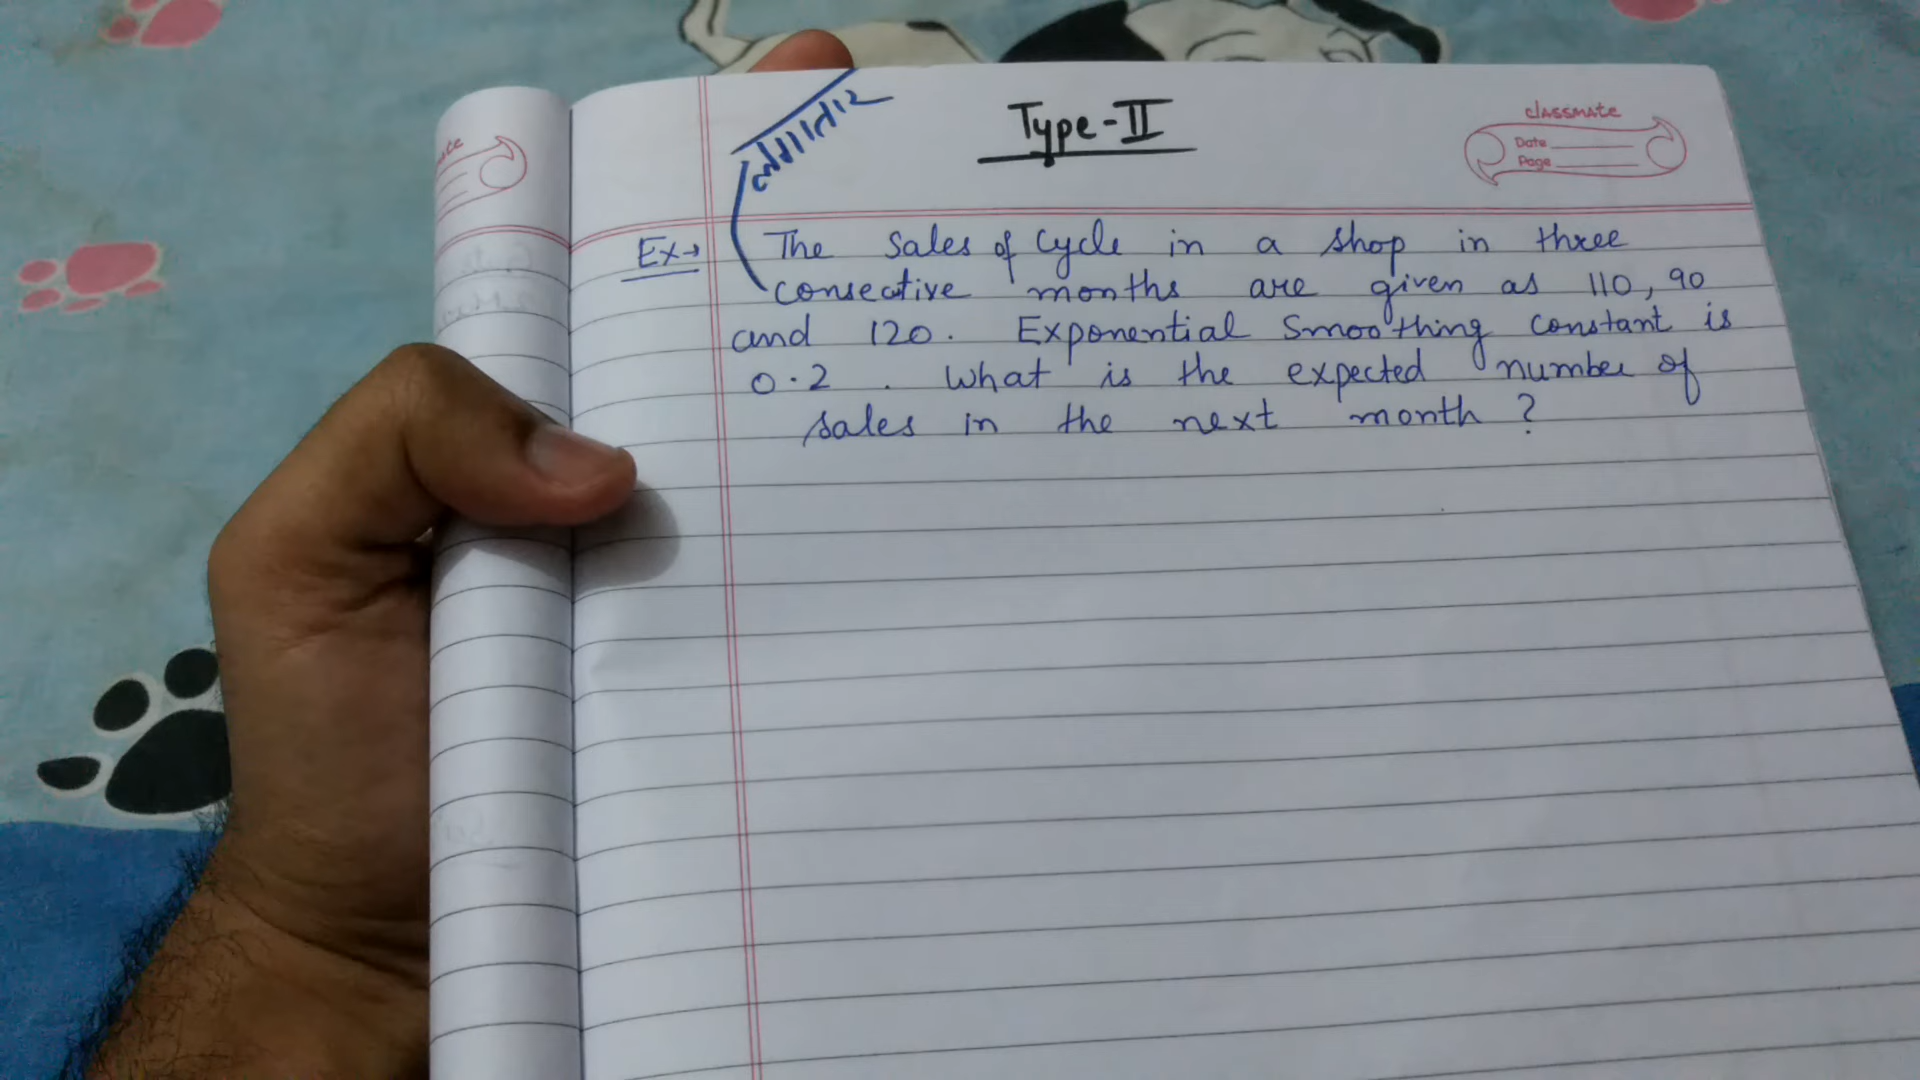 Type-II
classmate
Date
Page
Ex→ The sales of cycle in a shop in three
consecutive months are given as 110, 90
and 120. Exponential Smoothing constant is
0.2. What is the expected number of
sales in the next month?